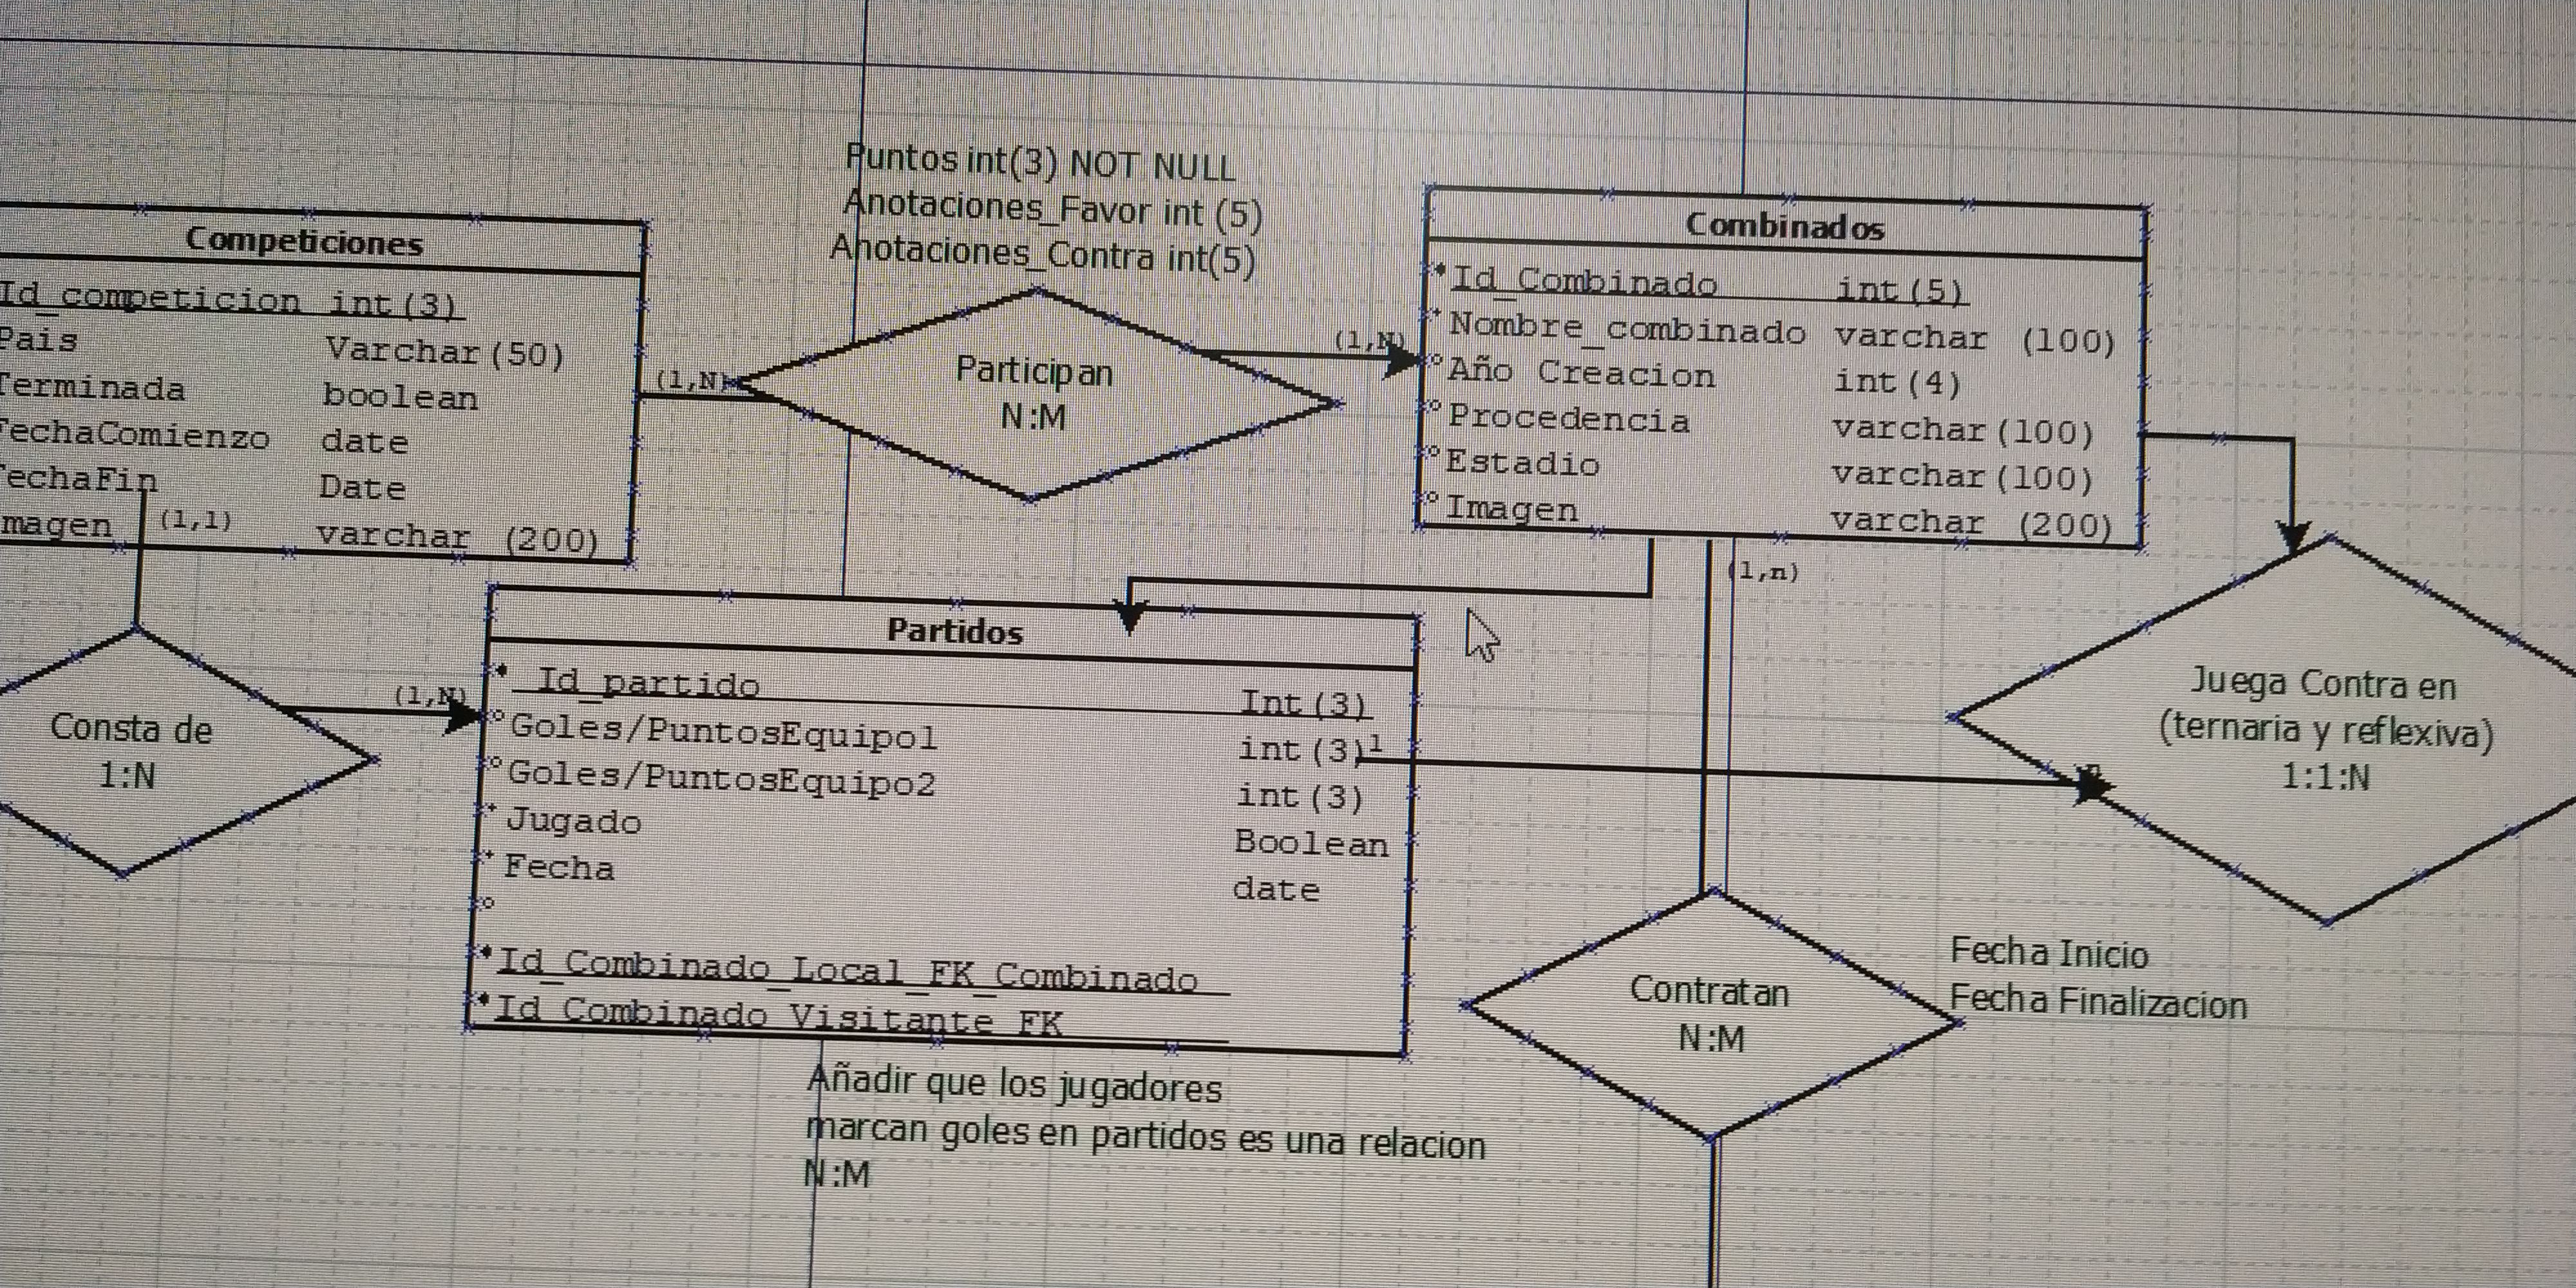 Competiciones
Id_competicion int(3)
Pais Varchar(50)
Terminada boolean
FechaComienzo date
FechaFin Date
Imagen varchar (200)
(1,1)
Consta de
1:N
(1,N)
(1,N)
Puntos int(3) NOT NULL
Anotaciones_Favor int (5)
Anotaciones_Contra int(5)
Participan
N:M
(1,N)
Combinados
Id_Combinado int(5)
Nombre_combinado varchar (100)
Año Creacion int(4)
Procedencia varchar(100)
Estadio varchar(100)
Imagen varchar (200)
(1,n)
Partidos
Id_partido Int(3)
Goles/PuntosEquipo1 int(3)1
Goles/PuntosEquipo2 int(3)
Jugado Boolean
Fecha date
Id_Combinado_Local_FK_Combinado
Id_Combinado_Visitante_FK
Añadir que los jugadores
marcan goles en partidos es una relacion
N:M
Contratan
N:M
Fecha Inicio
Fecha Finalizacion
Juega Contra en
(ternaria y reflexiva)
1:1:N